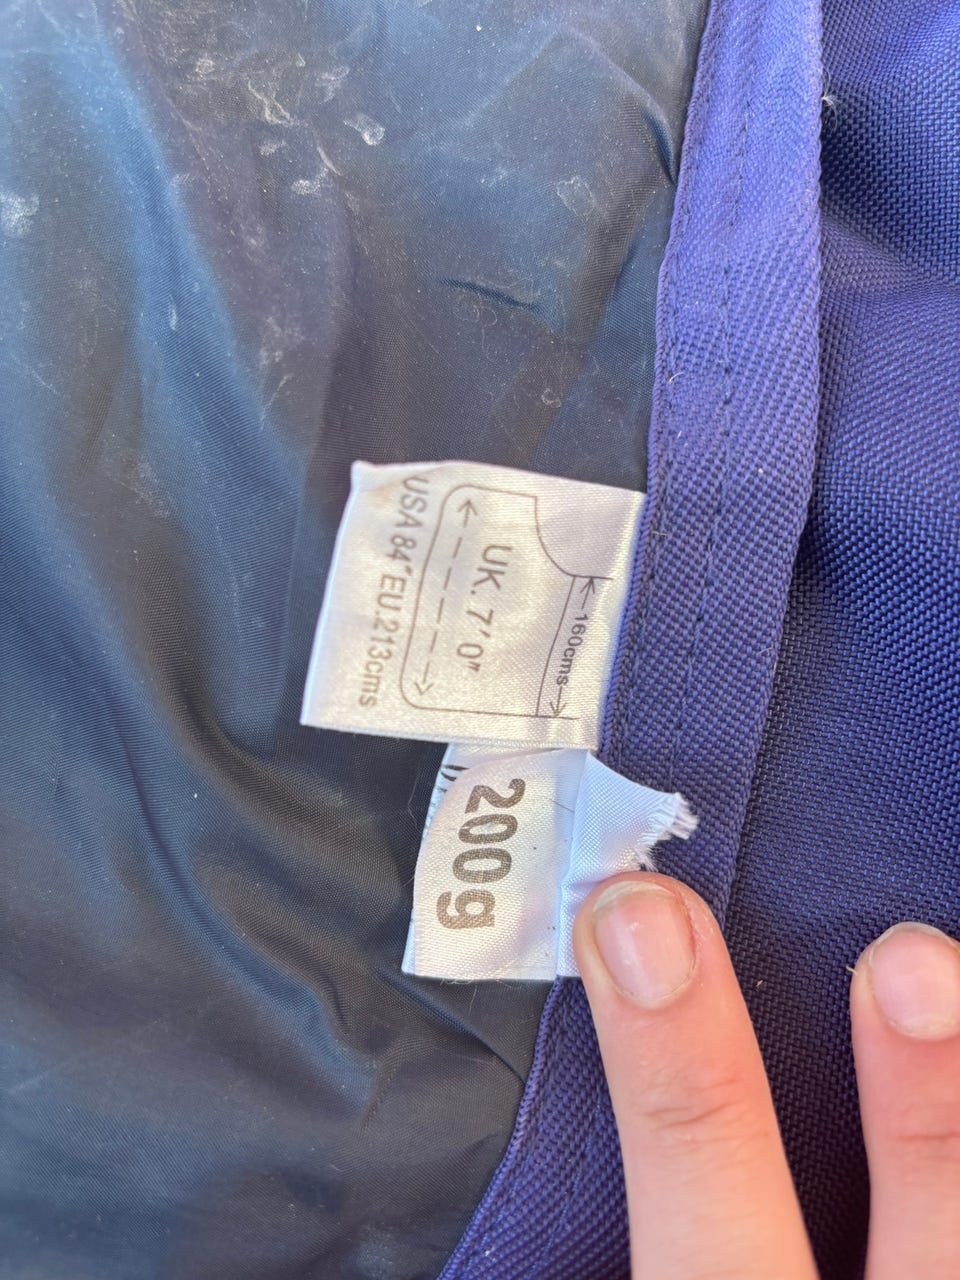 160cms
UK. 7'0"
USA 84" EU.213cms
200g